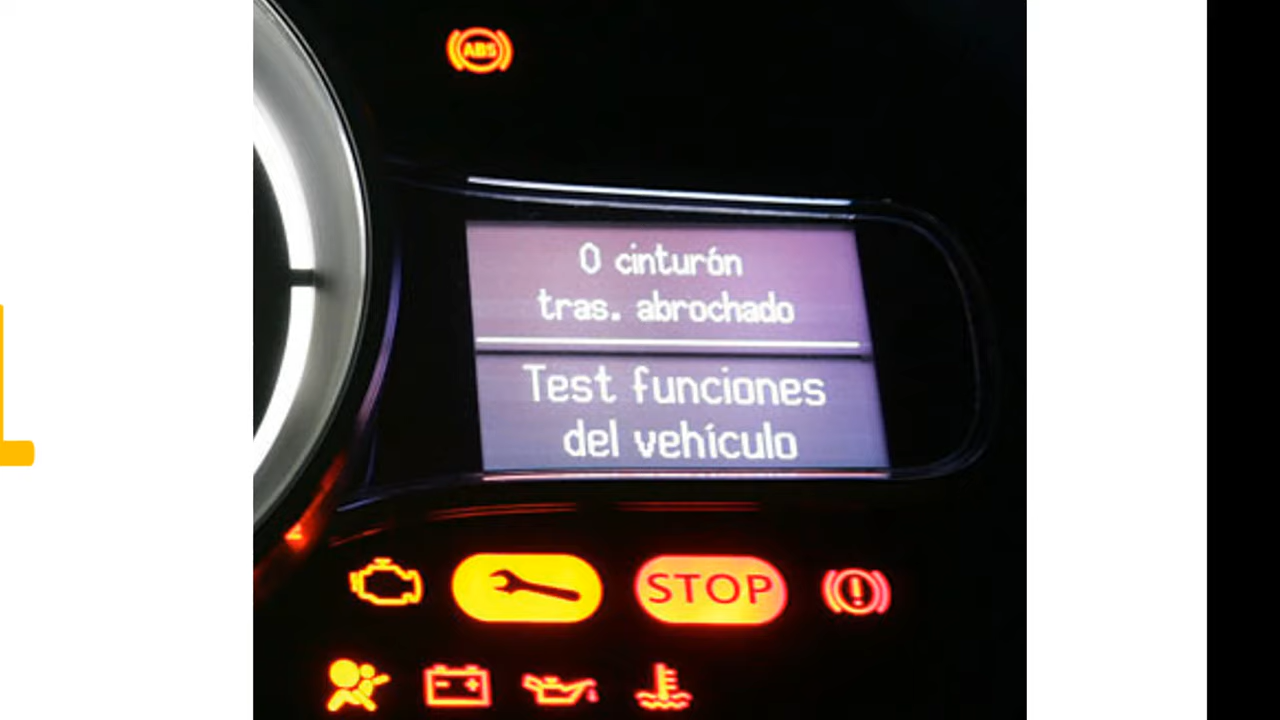 ABS
0 cinturón
tras. abrochado
Test funciones
del vehículo
STOP